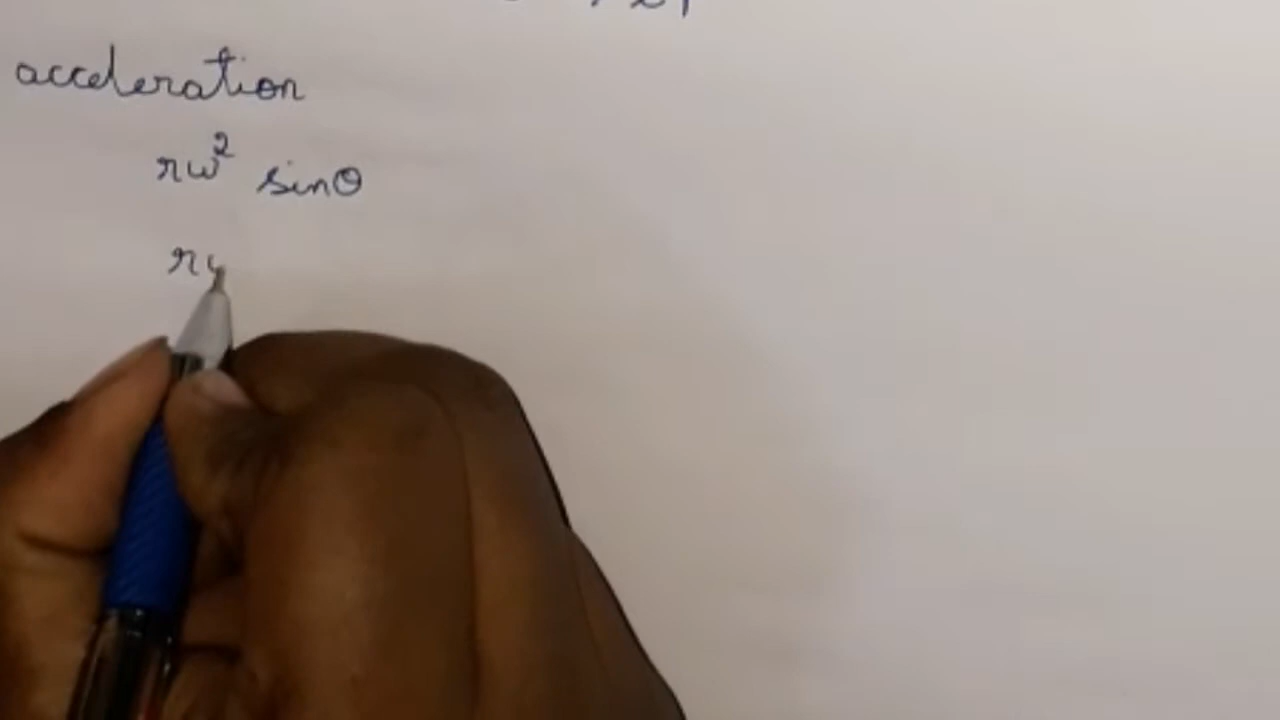 acceleration
rω² sinθ
r